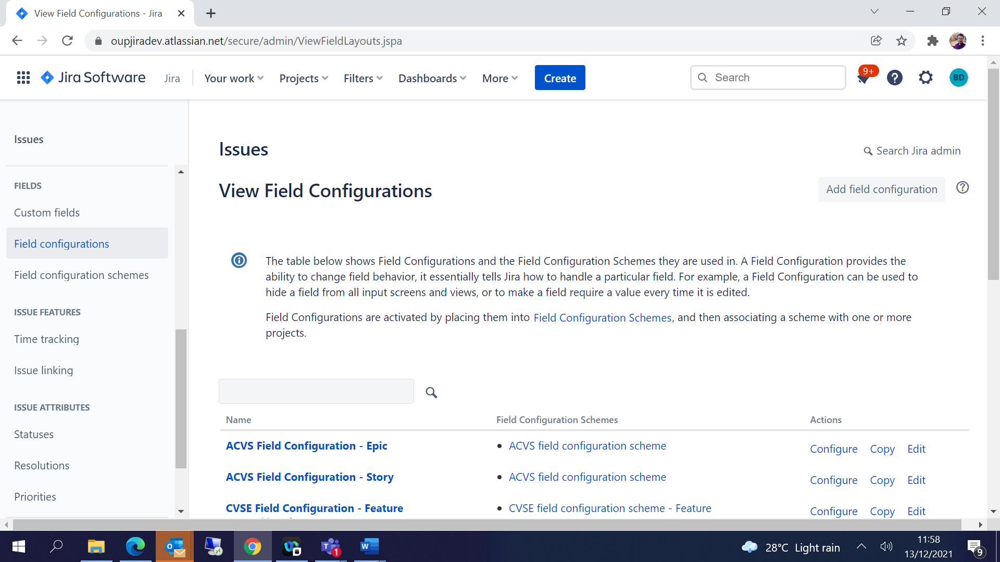 View Field Configurations - Jira
oupjiradev.atlassian.net/secure/admin/ViewFieldLayouts.jspa
Jira Software
Jira
Your work
Projects
Filters
Dashboards
More
Create
Search
9+
BD
Issues
FIELDS
Custom fields
Field configurations
Field configuration schemes
ISSUE FEATURES
Time tracking
Issue linking
ISSUE ATTRIBUTES
Statuses
Resolutions
Priorities
Issues
Search Jira admin
View Field Configurations
Add field configuration
The table below shows Field Configurations and the Field Configuration Schemes they are used in. A Field Configuration provides the
ability to change field behavior, it essentially tells Jira how to handle a particular field. For example, a Field Configuration can be used to
hide a field from all input screens and views, or to make a field require a value every time it is edited.
Field Configurations are activated by placing them into Field Configuration Schemes, and then associating a scheme with one or more
projects.
Name Field Configuration Schemes Actions
ACVS Field Configuration - Epic • ACVS field configuration scheme Configure Copy Edit
ACVS Field Configuration - Story • ACVS field configuration scheme Configure Copy Edit
CVSE Field Configuration - Feature • CVSE field configuration scheme - Feature Configure Copy Edit
28°C Light rain
11:58
13/12/2021
9
1